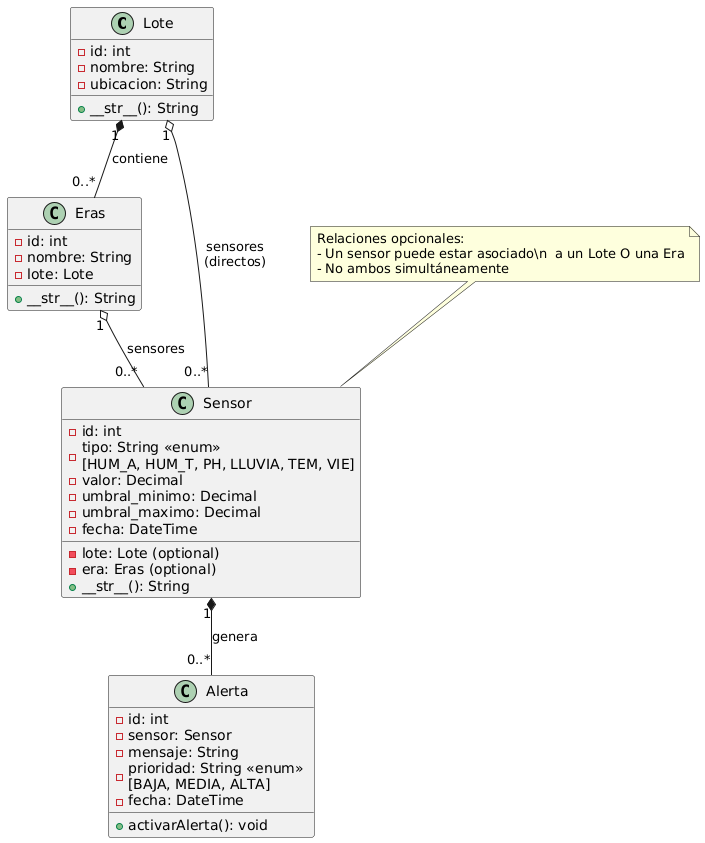 C Lote
id: int
nombre: String
ubicacion: String
__str__(): String
1
1
contiene
0..*
C Eras
id: int
nombre: String
lote: Lote
__str__(): String
1
sensores
(directos)
Relaciones opcionales:
- Un sensor puede estar asociado\n  a un Lote O una Era
- No ambos simultáneamente
sensores
0..*
0..*
C Sensor
id: int
tipo: String «enum»
[HUM_A, HUM_T, PH, LLUVIA, TEM, VIE]
valor: Decimal
umbral_minimo: Decimal
umbral_maximo: Decimal
fecha: DateTime
lote: Lote (optional)
era: Eras (optional)
__str__(): String
1
genera
0..*
C Alerta
id: int
sensor: Sensor
mensaje: String
prioridad: String «enum»
[BAJA, MEDIA, ALTA]
fecha: DateTime
activarAlerta(): void